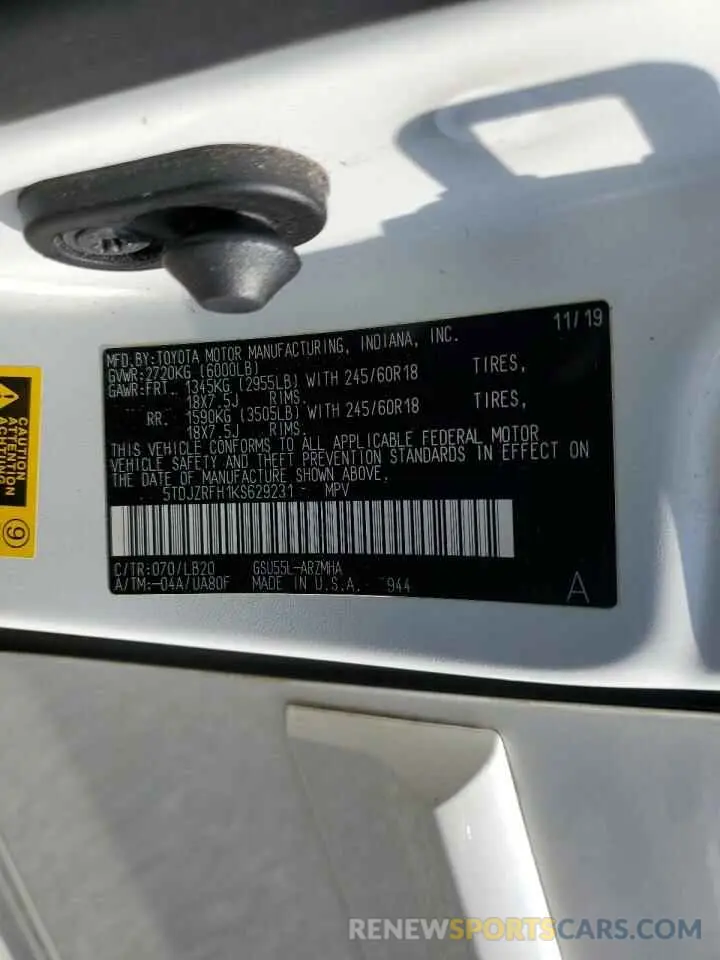 11/19
MFD.BY:TOYOTA MOTOR MANUFACTURING, INDIANA, INC.
GVWR:2720KG (6000LB)
GAWR:FRT. 1345KG (2955LB) WITH 245/60R18 TIRES,
18X7.5J RIMS
RR. 1590KG (3505LB) WITH 245/60R18 TIRES,
18X7.5J RIMS
THIS VEHICLE CONFORMS TO ALL APPLICABLE FEDERAL MOTOR
VEHICLE SAFETY AND THEFT PREVENTION STANDARDS IN EFFECT ON
THE DATE OF MANUFACTURE SHOWN ABOVE.
5TDJZRFH1KS629231 MPV
C/TR:070/LB20 GSU55L-ARZMHA
A/TM:-04A/UA80F MADE IN U.S.A. 944
A
CAUTION
ATTENTION
ACHTUNG
9
RENEWSPORTSCARS.COM